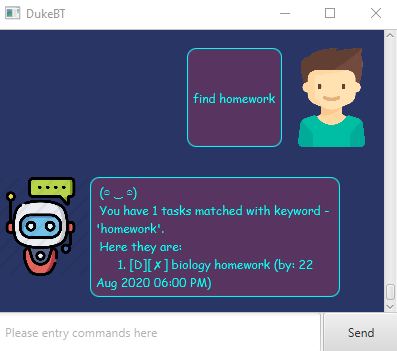 DukeBT
find homework
(ර ‿ ර)
You have 1 tasks matched with keyword -
'homework'.
Here they are:
1. [D][✗] biology homework (by: 22
Aug 2020 06:00 PM)
Please enter commands here
Send